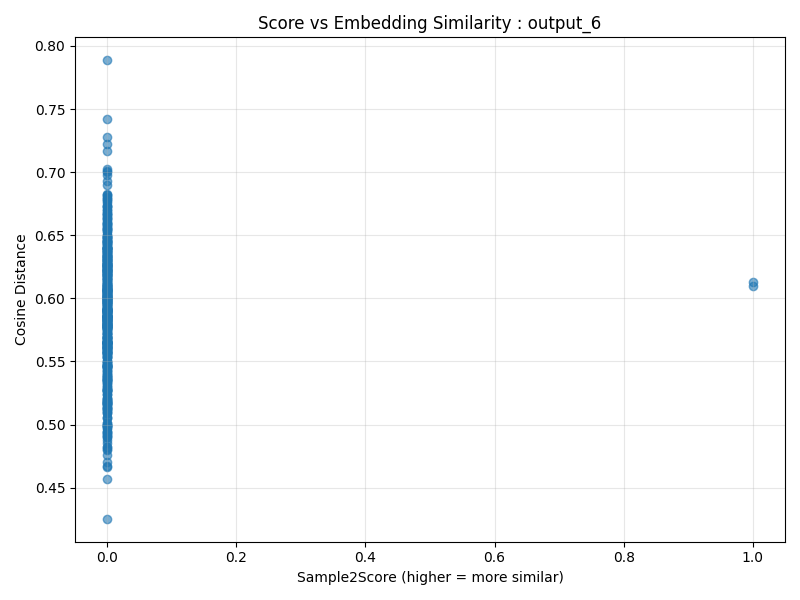 Score vs Embedding Similarity : output_6
0.80
0.75
0.70
0.65
0.60
0.55
0.50
0.45
Cosine Distance
0.0 0.2 0.4 0.6 0.8 1.0
Sample2Score (higher = more similar)